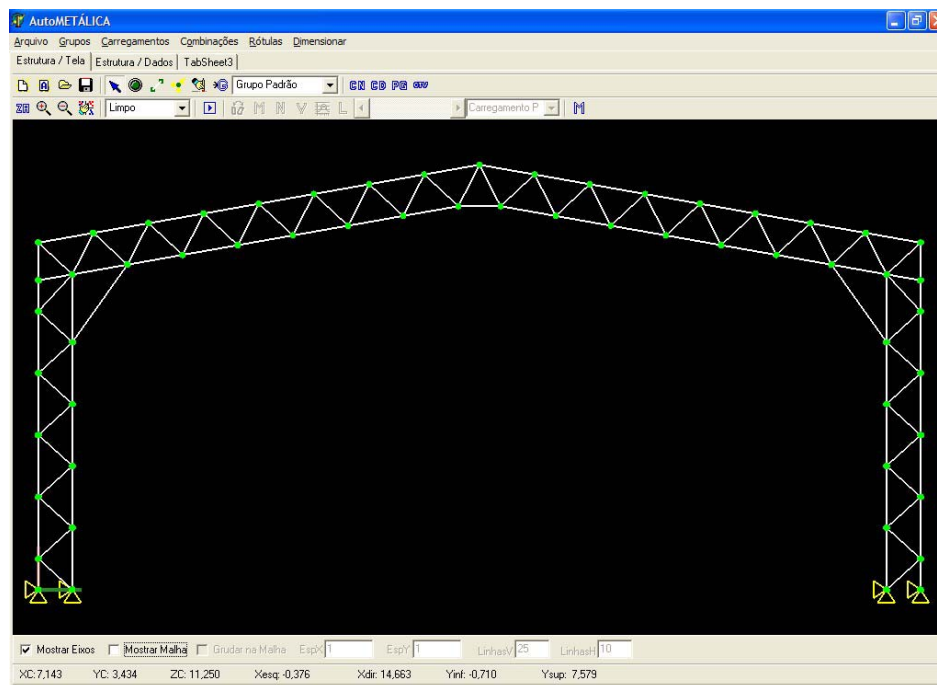 AutoMETÁLICA
Arquivo Grupos Carregamentos Combinações Rótulas Dimensionar
Estrutura / Tela Estrutura / Dados TabSheet3
Grupo Padrão CN CD PG
Limpo M N V L Carregamento P M
Mostrar Eixos Mostrar Malha Grudar na Malha EspX 1 EspY 1 LinhasV 25 LinhasH 10
XC:7,143 YC: 3,434 ZC: 11,250 Xesq: -0,376 Xdir: 14,663 Yinf: -0,710 Ysup: 7,579